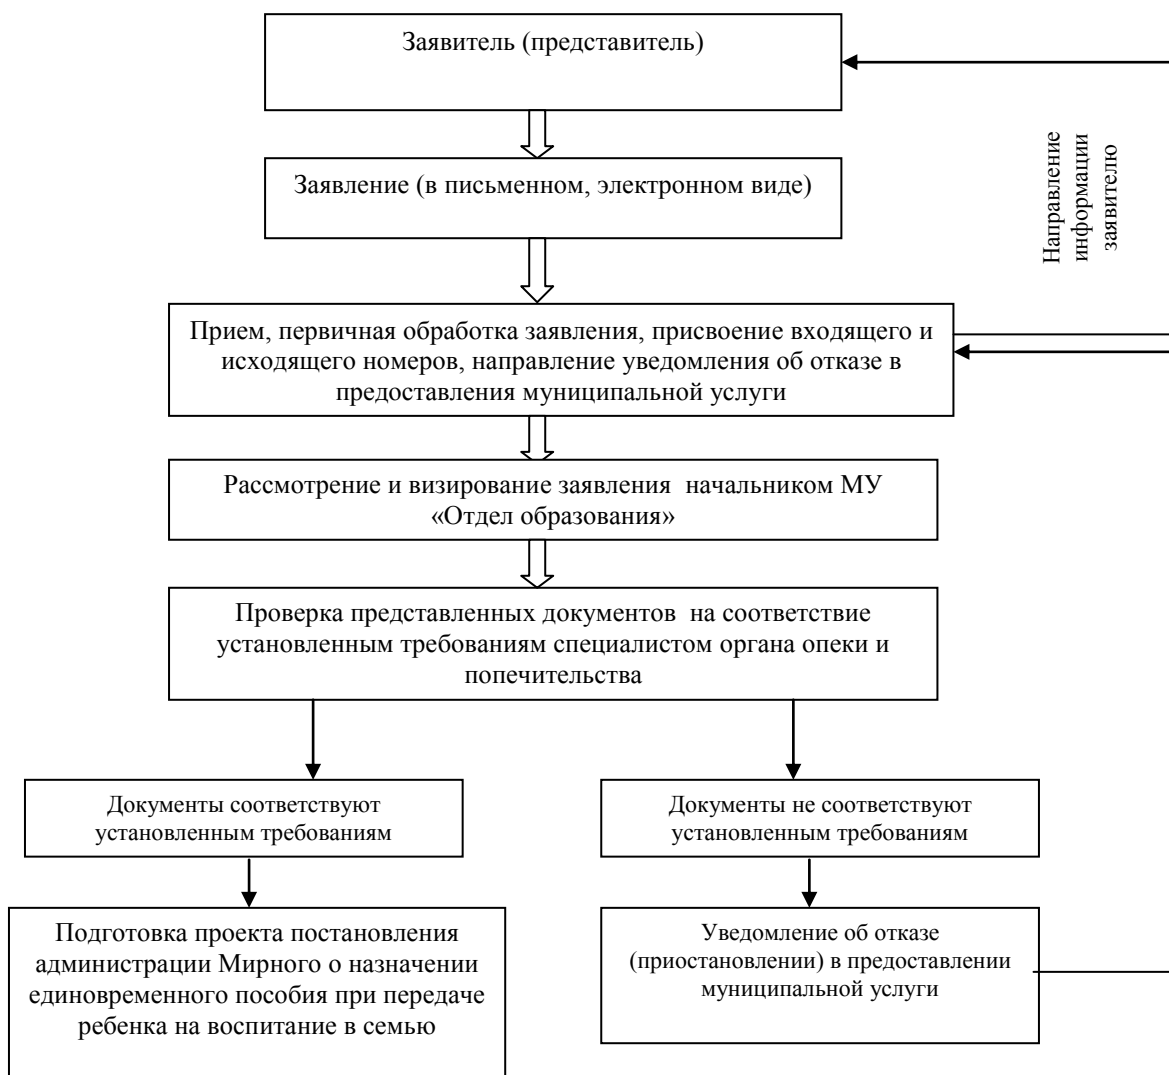 Заявитель (представитель)
Заявление (в письменном, электронном виде)
Направление
информации
заявителю
Прием, первичная обработка заявления, присвоение входящего и
исходящего номеров, направление уведомления об отказе в
предоставления муниципальной услуги
Рассмотрение и визирование заявления начальником МУ
«Отдел образования»
Проверка представленных документов на соответствие
установленным требованиям специалистом органа опеки и
попечительства
Документы соответствуют
установленным требованиям
Документы не соответствуют
установленным требованиям
Подготовка проекта постановления
администрации Мирного о назначении
единовременного пособия при передаче
ребенка на воспитание в семью
Уведомление об отказе
(приостановлении) в предоставлении
муниципальной услуги